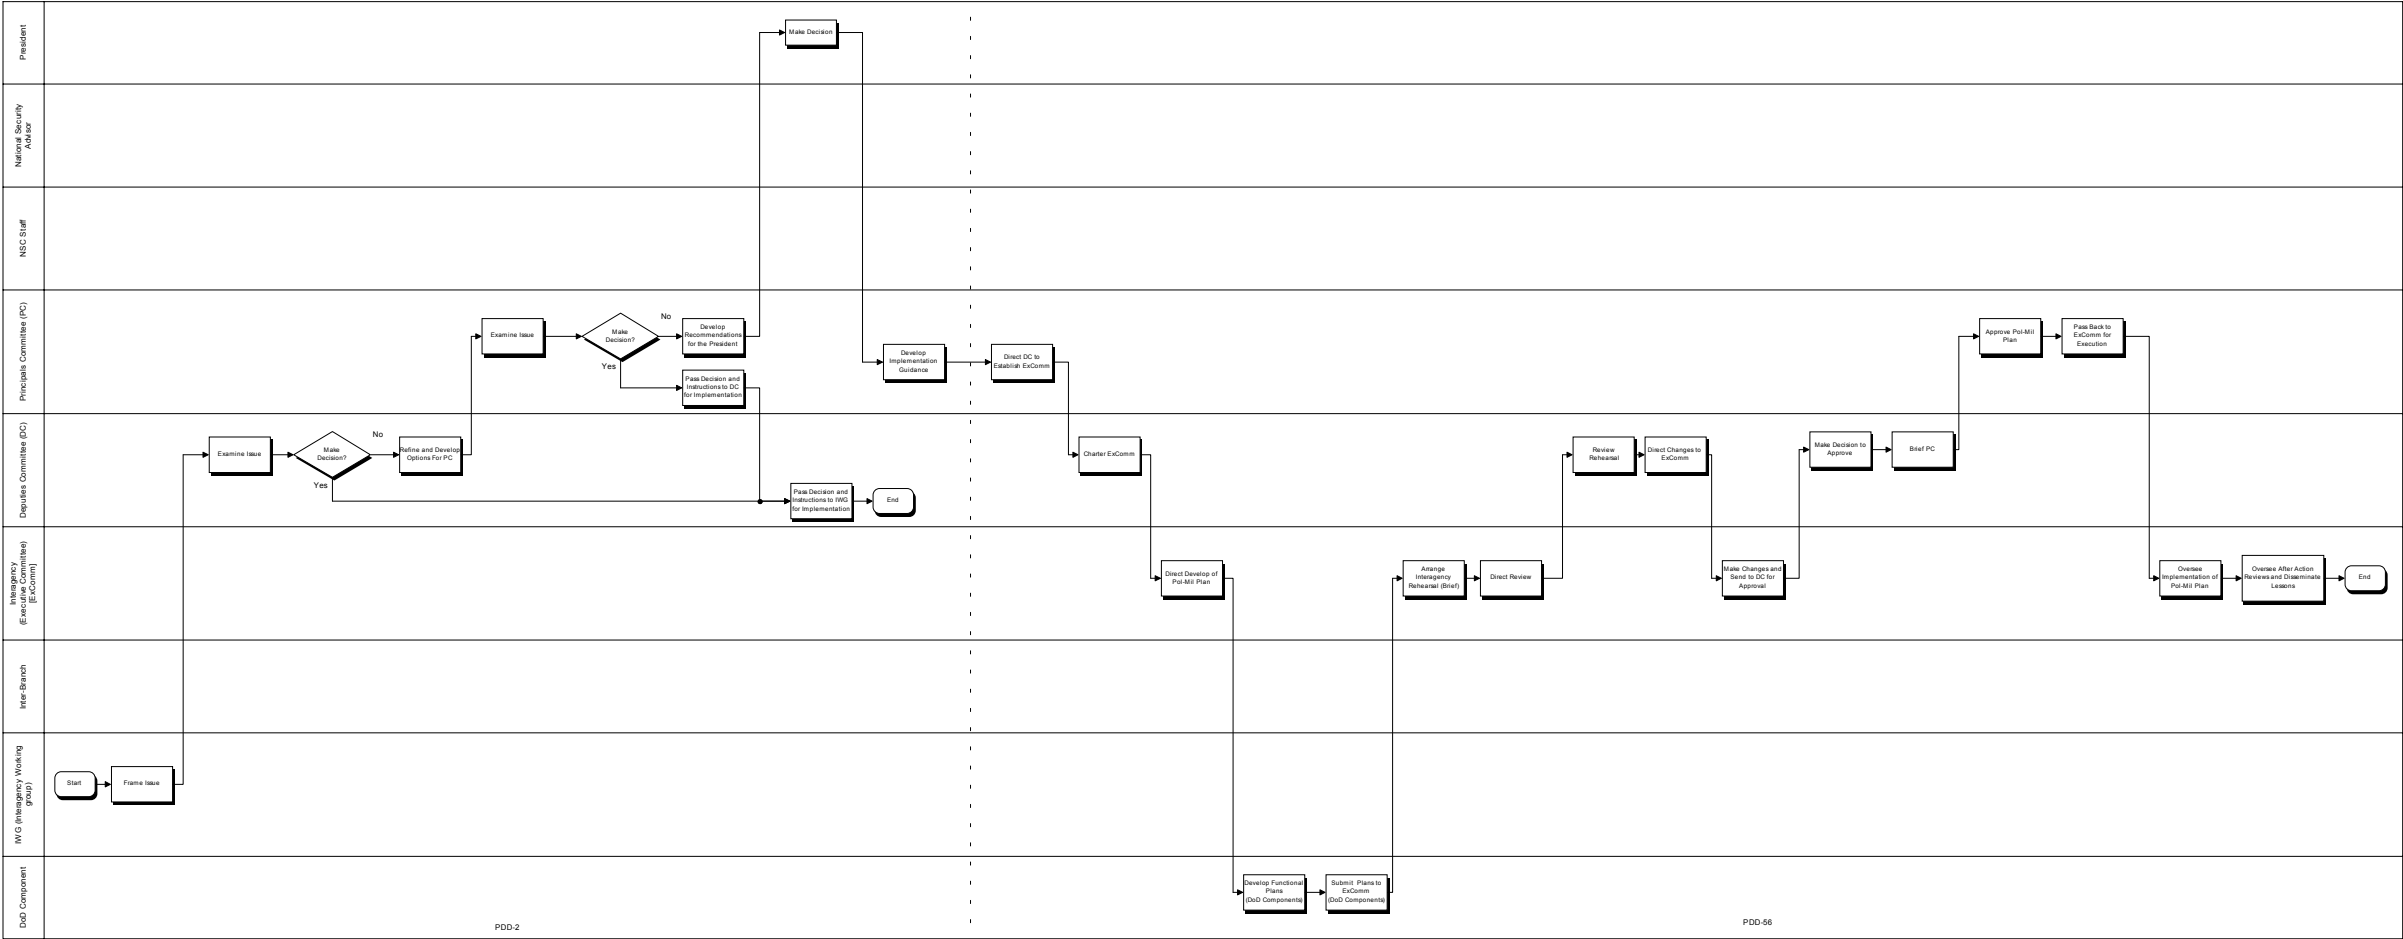 President
National Security
Advisor
NSC Staff
Principals Committee (PC)
Deputies Committee (DC)
Interagency
(Executive Committee)
[ExComm]
Inter-Branch
IWG (Interagency Working
group)
DoD Component
Start
Frame Issue
Examine Issue
Make
Decision?
No
Yes
Refine and Develop
Options For PC
Examine Issue
Make
Decision?
No
Yes
Develop
Recommendations
for the President
Pass Decision and
Instructions to DC
for Implementation
Make Decision
Pass Decision and
Instructions to IWG
for Implementation
End
Develop
Implementation
Guidance
PDD-2
Direct DC to
Establish ExComm
Charter ExComm
Direct Develop of
Pol-Mil Plan
Develop Functional
Plans
(DoD Components)
Submit Plans to
ExComm
(DoD Components)
Arrange
Interagency
Rehearsal (Brief)
Direct Review
Review
Rehearsal
Direct Changes to
ExComm
Make Changes and
Send to DC for
Approval
Make Decision to
Approve
Brief PC
Approve Pol-Mil
Plan
Pass Back to
ExComm for
Execution
Oversee
Implementation of
Pol-Mil Plan
Oversee After Action
Reviews and Disseminate
Lessons
End
PDD-56